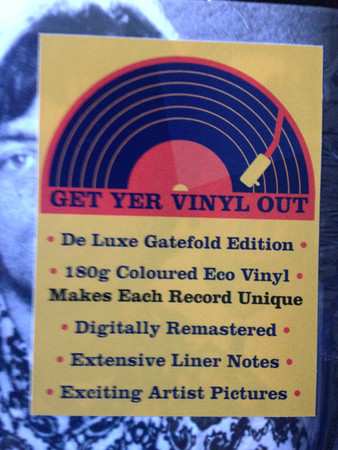 GET YER VINYL OUT
• De Luxe Gatefold Edition •
• 180g Coloured Eco Vinyl •
Makes Each Record Unique
• Digitally Remastered •
• Extensive Liner Notes •
• Exciting Artist Pictures •